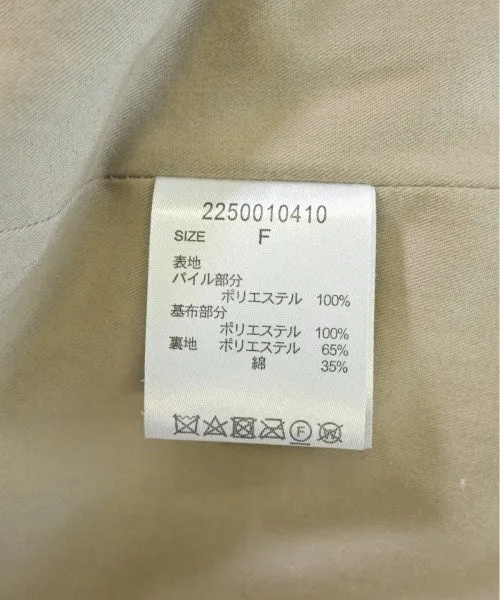 2250010410
SIZE F
表地
パイル部分
ポリエステル 100%
基布部分
ポリエステル 100%
裏地 ポリエステル 65%
綿 35%
F W